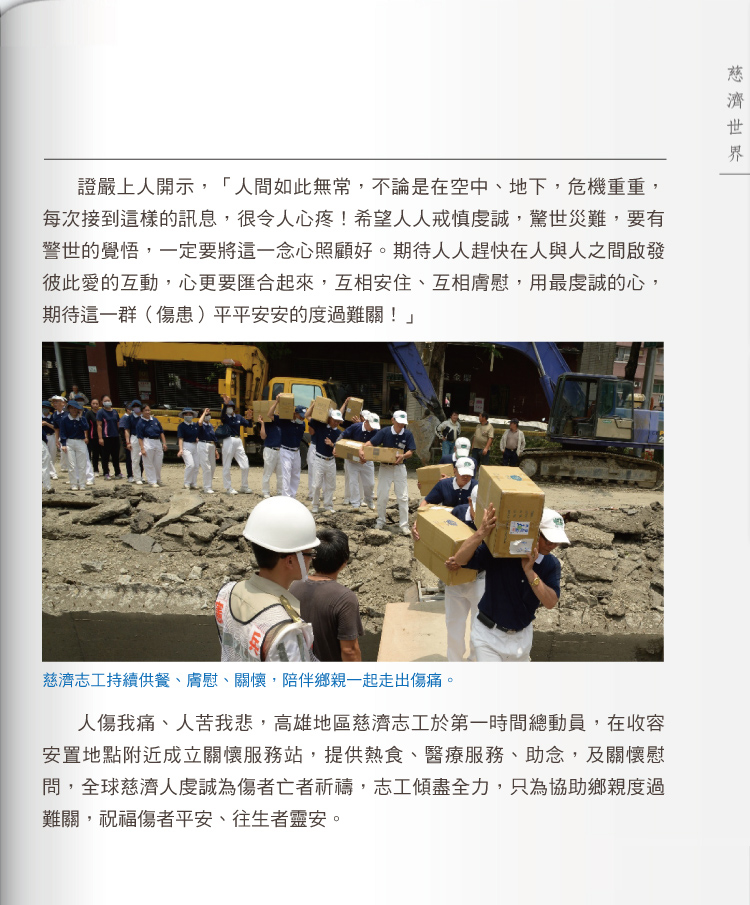 慈濟世界
證嚴上人開示，「人間如此無常，不論是在空中、地下，危機重重，
每次接到這樣的訊息，很令人心疼！希望人人戒慎虔誠，驚世災難，要有
警世的覺悟，一定要將這一念心照顧好。期待人人趕快在人與人之間啟發
彼此愛的互動，心更要匯合起來，互相安住、互相膚慰，用最虔誠的心，
期待這一群（傷患）平平安安的度過難關！」
慈濟志工持續供餐、膚慰、關懷，陪伴鄉親一起走出傷痛。
人傷我痛、人苦我悲，高雄地區慈濟志工於第一時間總動員，在收容
安置地點附近成立關懷服務站，提供熱食、醫療服務、助念，及關懷慰
問，全球慈濟人虔誠為傷者亡者祈禱，志工傾盡全力，只為協助鄉親度過
難關，祝福傷者平安、往生者靈安。